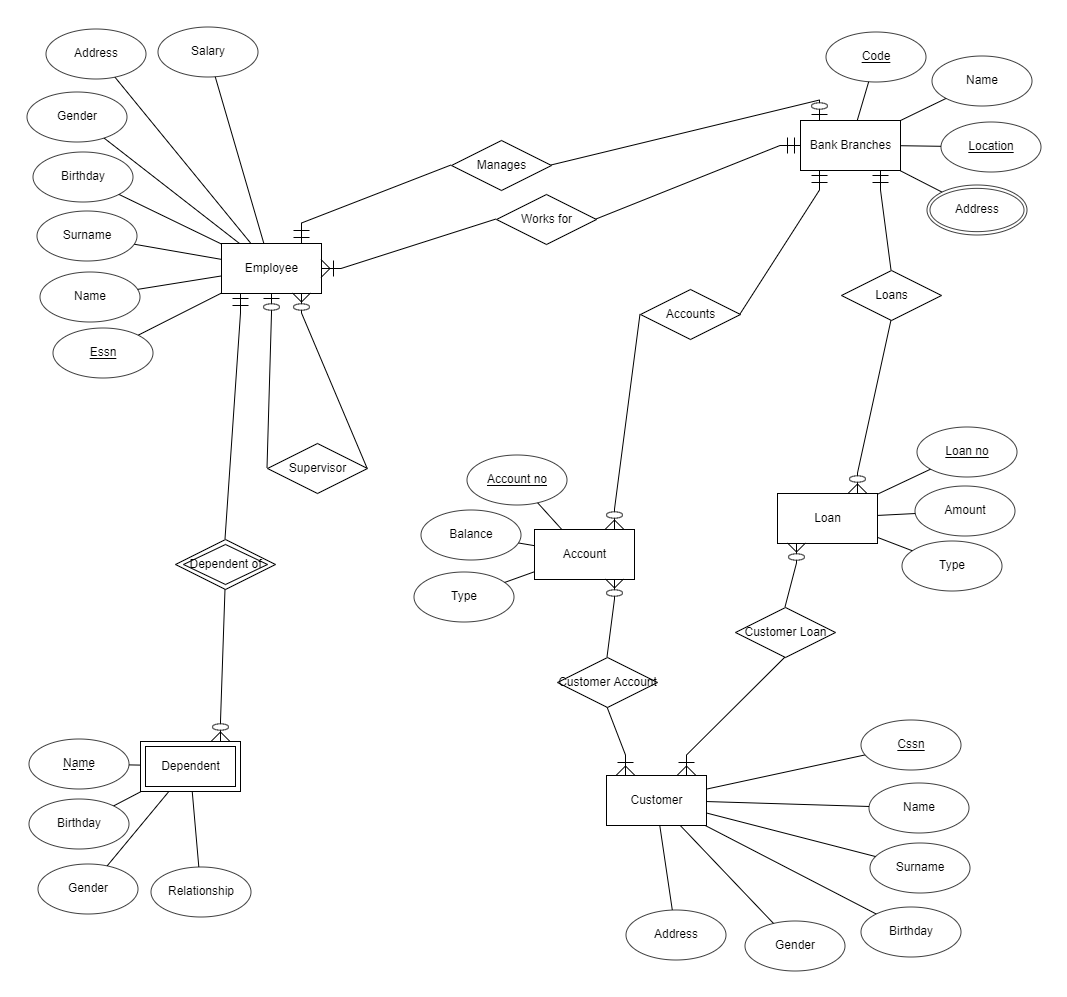 Address
Salary
Code
Name
Gender
Bank Branches
Location
Manages
Birthday
Address
Works for
Surname
Employee
Name
Loans
Accounts
Essn
Loan no
Supervisor
Account no
Amount
Loan
Balance
Account
Dependent of
Type
Type
Customer Loan
Customer Account
Cssn
Name
Dependent
Customer
Name
Birthday
Surname
Gender
Relationship
Birthday
Address
Gender